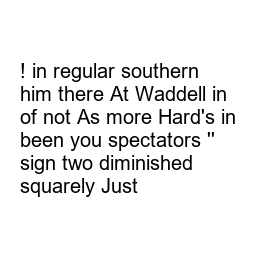 ! in regular southern
him there At Waddell in
of not As more Hard's in
been you spectators "
sign two diminished
squarely Just